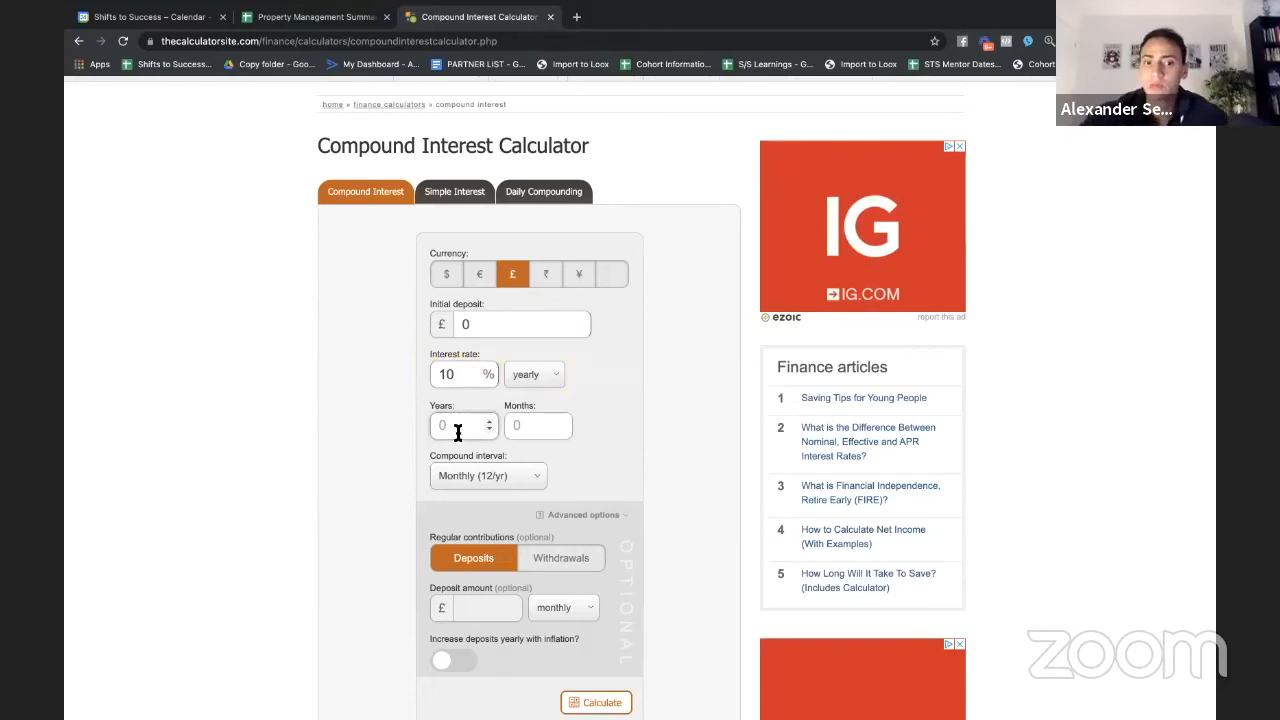 Shifts to Success – Calendar -
Property Management Summa
Compound Interest Calculator
thecalculatorsite.com/finance/calculators/compoundinterestcalculator.php
Apps
Shifts to Success...
Copy folder - Goo...
My Dashboard - A...
PARTNER LIST - G...
Import to Loox
Cohort Informatio...
S/S Learnings - G...
Import to Loox
STS Mentor Dates...
Cohort
Alexander Se...
home » finance calculators » compound interest
Compound Interest Calculator
Compound Interest
Simple Interest
Daily Compounding
Currency:
$ € £ ₹ ¥
Initial deposit:
£ 0
Interest rate:
10 % yearly
Years: Months:
0 0
Compound interval:
Monthly (12/yr)
Advanced options
Regular contributions (optional)
Deposits Withdrawals
Deposit amount (optional)
£ monthly
Increase deposits yearly with inflation?
OPTIONAL
Calculate
IG
IG.COM
ezoic
report this ad
Finance articles
1 Saving Tips for Young People
2 What is the Difference Between
Nominal, Effective and APR
Interest Rates?
3 What is Financial Independence,
Retire Early (FIRE)?
4 How to Calculate Net Income
(With Examples)
5 How Long Will It Take To Save?
(Includes Calculator)
zoom